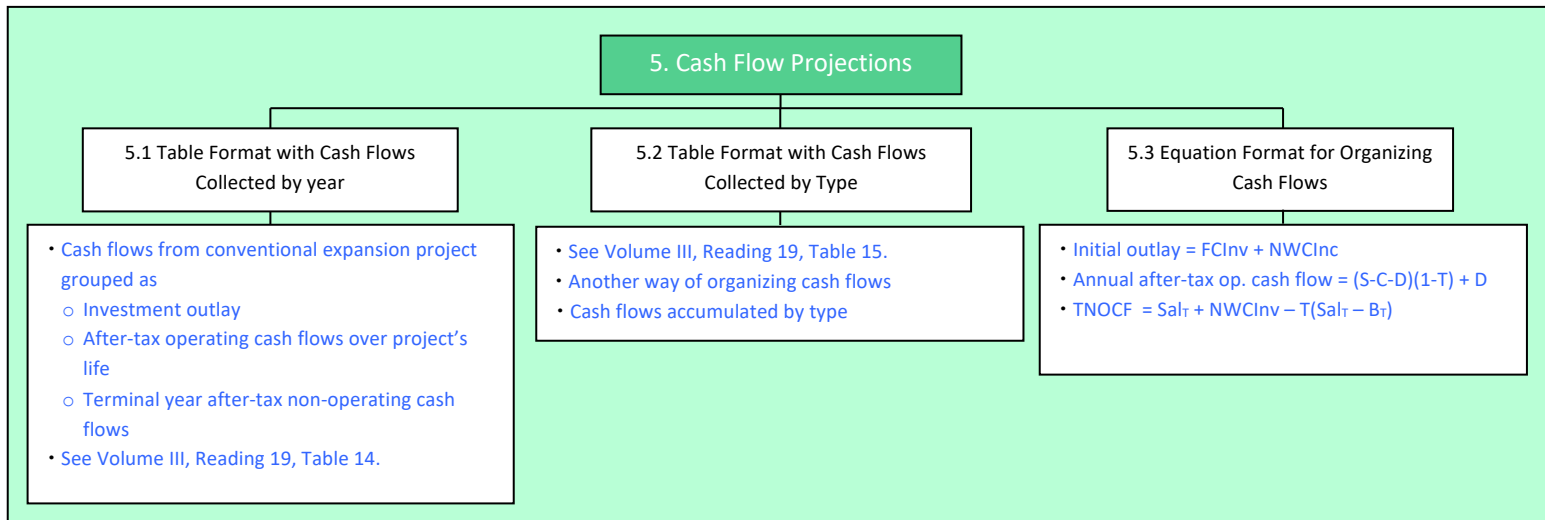 5. Cash Flow Projections
5.1 Table Format with Cash Flows
Collected by year
5.2 Table Format with Cash Flows
Collected by Type
5.3 Equation Format for Organizing
Cash Flows
· Cash flows from conventional expansion project
grouped as
o Investment outlay
o After-tax operating cash flows over project's
life
o Terminal year after-tax non-operating cash
flows
· See Volume III, Reading 19, Table 14.
· See Volume III, Reading 19, Table 15.
· Another way of organizing cash flows
· Cash flows accumulated by type
· Initial outlay = FCInv + NWCInc
· Annual after-tax op. cash flow = (S-C-D)(1-T) + D
· TNOCF = Sal_T + NWCInv – T(Sal_T – B_T)